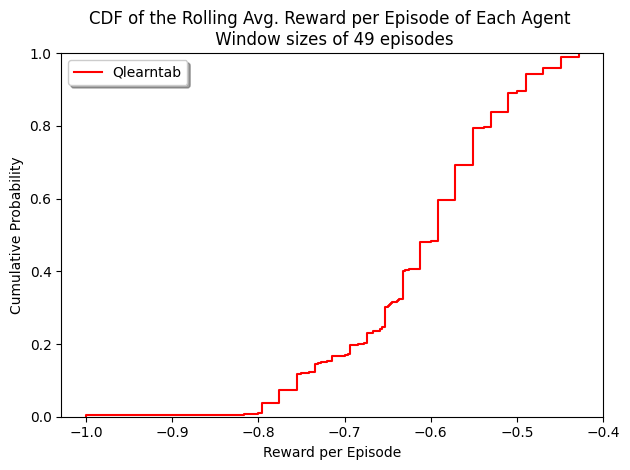 CDF of the Rolling Avg. Reward per Episode of Each Agent
Window sizes of 49 episodes
Qlearntab
Cumulative Probability
1.0
0.8
0.6
0.4
0.2
0.0
−1.0 −0.9 −0.8 −0.7 −0.6 −0.5 −0.4
Reward per Episode